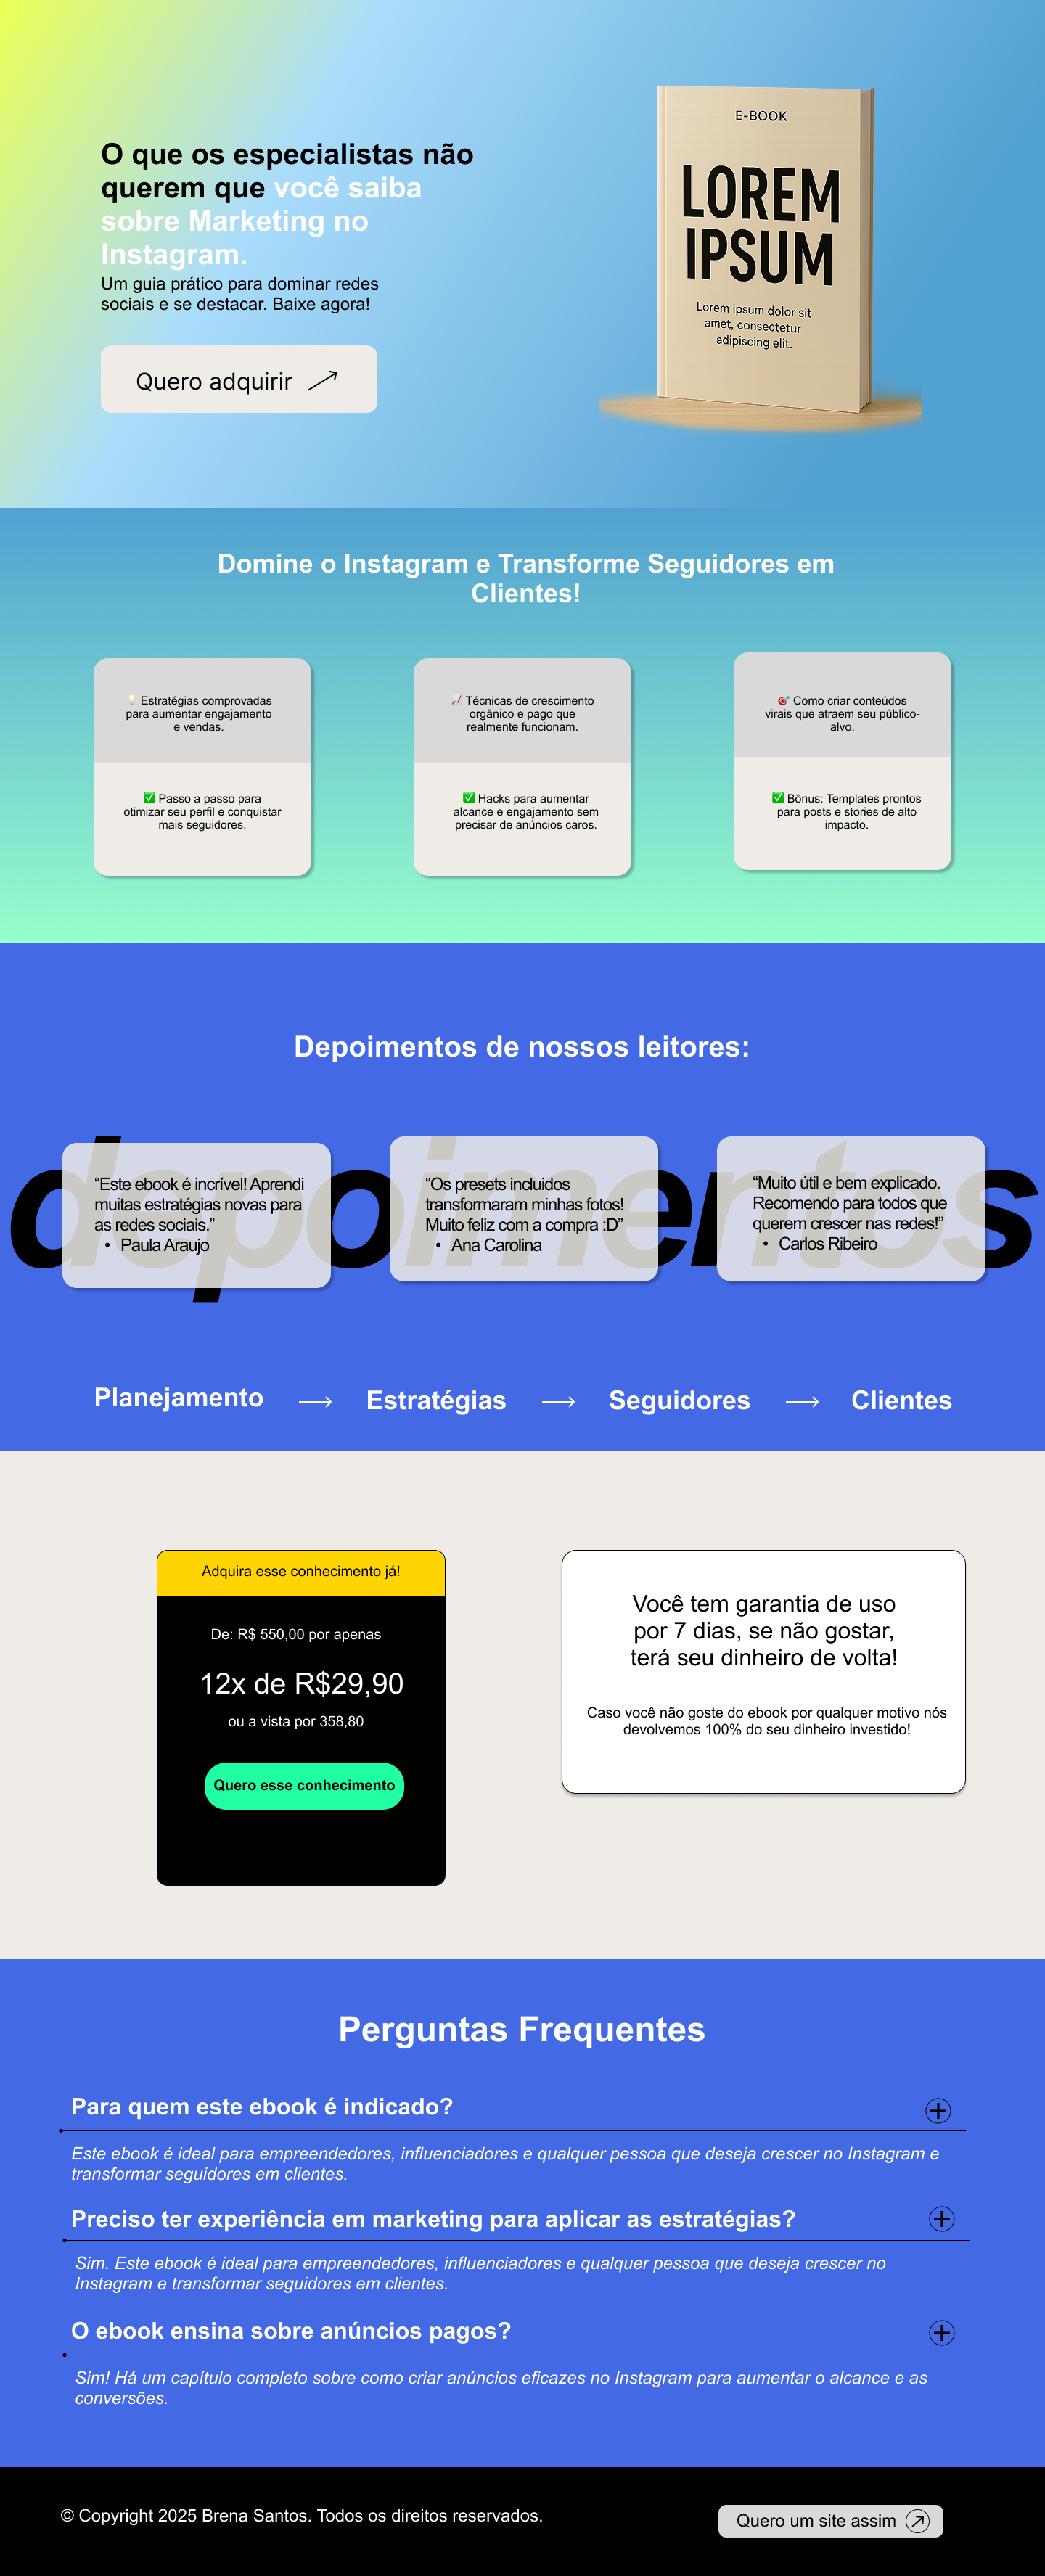 O que os especialistas não
querem que você saiba
sobre Marketing no
Instagram.
Um guia prático para dominar redes
sociais e se destacar. Baixe agora!
Quero adquirir
E-BOOK
LOREM
IPSUM
Lorem ipsum dolor sit
amet, consectetur
adipiscing elit.
Domine o Instagram e Transforme Seguidores em
Clientes!
💡 Estratégias comprovadas
para aumentar engajamento
e vendas.
✅ Passo a passo para
otimizar seu perfil e conquistar
mais seguidores.
📈 Técnicas de crescimento
orgânico e pago que
realmente funcionam.
✅ Hacks para aumentar
alcance e engajamento sem
precisar de anúncios caros.
🎯 Como criar conteúdos
virais que atraem seu público-
alvo.
✅ Bônus: Templates prontos
para posts e stories de alto
impacto.
Depoimentos de nossos leitores:
depoimentos
“Este ebook é incrível! Aprendi
muitas estratégias novas para
as redes sociais.”
• Paula Araujo
“Os presets incluidos
transformaram minhas fotos!
Muito feliz com a compra :D”
• Ana Carolina
“Muito útil e bem explicado.
Recomendo para todos que
querem crescer nas redes!”
• Carlos Ribeiro
Planejamento → Estratégias → Seguidores → Clientes
Adquira esse conhecimento já!
De: R$ 550,00 por apenas
12x de R$29,90
ou a vista por 358,80
Quero esse conhecimento
Você tem garantia de uso
por 7 dias, se não gostar,
terá seu dinheiro de volta!
Caso você não goste do ebook por qualquer motivo nós
devolvemos 100% do seu dinheiro investido!
Perguntas Frequentes
Para quem este ebook é indicado?
Este ebook é ideal para empreendedores, influenciadores e qualquer pessoa que deseja crescer no Instagram e
transformar seguidores em clientes.
Preciso ter experiência em marketing para aplicar as estratégias?
Sim. Este ebook é ideal para empreendedores, influenciadores e qualquer pessoa que deseja crescer no
Instagram e transformar seguidores em clientes.
O ebook ensina sobre anúncios pagos?
Sim! Há um capítulo completo sobre como criar anúncios eficazes no Instagram para aumentar o alcance e as
conversões.
© Copyright 2025 Brena Santos. Todos os direitos reservados.
Quero um site assim